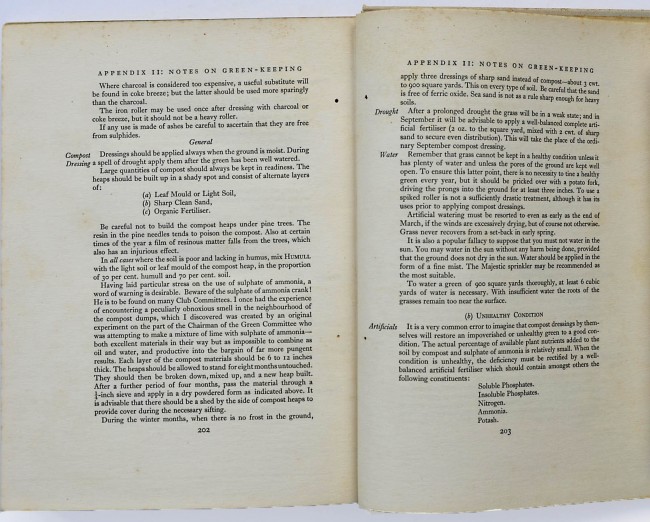 APPENDIX II: NOTES ON GREEN-KEEPING
Where charcoal is considered too expensive, a useful substitute will
be found in coke breeze; but the latter should be used more sparingly
than the charcoal.
The iron roller may be used once after dressing with charcoal or
coke breeze, but it should not be a heavy roller.
If any use is made of ashes be careful to ascertain that they are free
from sulphides.
General
Compost Dressings should be applied always when the ground is moist. During
Dressing a spell of drought apply them after the green has been well watered.
Large quantities of compost should always be kept in readiness. The
heaps should be built up in a shady spot and consist of alternate layers
of:
(a) Leaf Mould or Light Soil,
(b) Sharp Clean Sand,
(c) Organic Fertiliser.
Be careful not to build the compost heaps under pine trees. The
resin in the pine needles tends to poison the compost. Also at certain
times of the year a film of resinous matter falls from the trees, which
also has an injurious effect.
In all cases where the soil is poor and lacking in humus, mix HUMULL
with the light soil or leaf mould of the compost heap, in the proportion
of 30 per cent. humull and 70 per cent. soil.
Having laid particular stress on the use of sulphate of ammonia, a
word of warning is desirable. Beware of the sulphate of ammonia crank!
He is to be found on many Club Committees. I once had the experience
of encountering a peculiarly obnoxious smell in the neighbourhood of
the compost dumps, which I discovered was created by an original
experiment on the part of the Chairman of the Green Committee who
was attempting to make a mixture of lime with sulphate of ammonia—
both excellent materials in their way but as impossible to combine as
oil and water, and productive into the bargain of far more pungent
results. Each layer of the compost materials should be 6 to 12 inches
thick. The heaps should be allowed to stand for eight months untouched.
They should then be broken down, mixed up, and a new heap built.
After a further period of four months, pass the material through a
¼-inch sieve and apply in a dry powdered form as indicated above. It
is advisable that there should be a shed by the side of compost heaps to
provide cover during the necessary sifting.
During the winter months, when there is no frost in the ground,
202
APPENDIX II: NOTES ON GREEN-KEEPING
apply three dressings of sharp sand instead of compost—about 3 cwt.
to 900 square yards. This on every type of soil. Be careful that the sand
is free of ferric oxide. Sea sand is not as a rule sharp enough for heavy
soils.
Drought After a prolonged drought the grass will be in a weak state; and in
September it will be advisable to apply a well-balanced complete arti-
ficial fertiliser (2 oz. to the square yard, mixed with 2 cwt. of sharp
sand to secure even distribution). This will take the place of the ordi-
nary September compost dressing.
Water Remember that grass cannot be kept in a healthy condition unless it
has plenty of water and unless the pores of the ground are kept well
open. To ensure this latter point, there is no necessity to tine a healthy
green every year, but it should be pricked over with a potato fork,
driving the prongs into the ground for at least three inches. To use a
spiked roller is not a sufficiently drastic treatment, although it has its
uses prior to applying compost dressings.
Artificial watering must be resorted to even as early as the end of
March, if the winds are excessively drying, but of course not otherwise.
Grass never recovers from a set-back in early spring.
It is also a popular fallacy to suppose that you must not water in the
sun. You may water in the sun without any harm being done, provided
that the ground does not dry in the sun. Water should be applied in the
form of a fine mist. The Majestic sprinkler may be recommended as
the most suitable.
To water a green of 900 square yards thoroughly, at least 6 cubic
yards of water is necessary. With insufficient water the roots of the
grasses remain too near the surface.
(b) UNHEALTHY CONDITION
Artificials It is a very common error to imagine that compost dressings by them-
selves will restore an impoverished or unhealthy green to a good con-
dition. The actual percentage of available plant nutrients added to the
soil by compost and sulphate of ammonia is relatively small. When the
condition is unhealthy, the deficiency must be rectified by a well-
balanced artificial fertiliser which should contain amongst others the
following constituents:
Soluble Phosphates.
Insoluble Phosphates.
Nitrogen.
Ammonia.
Potash.
203